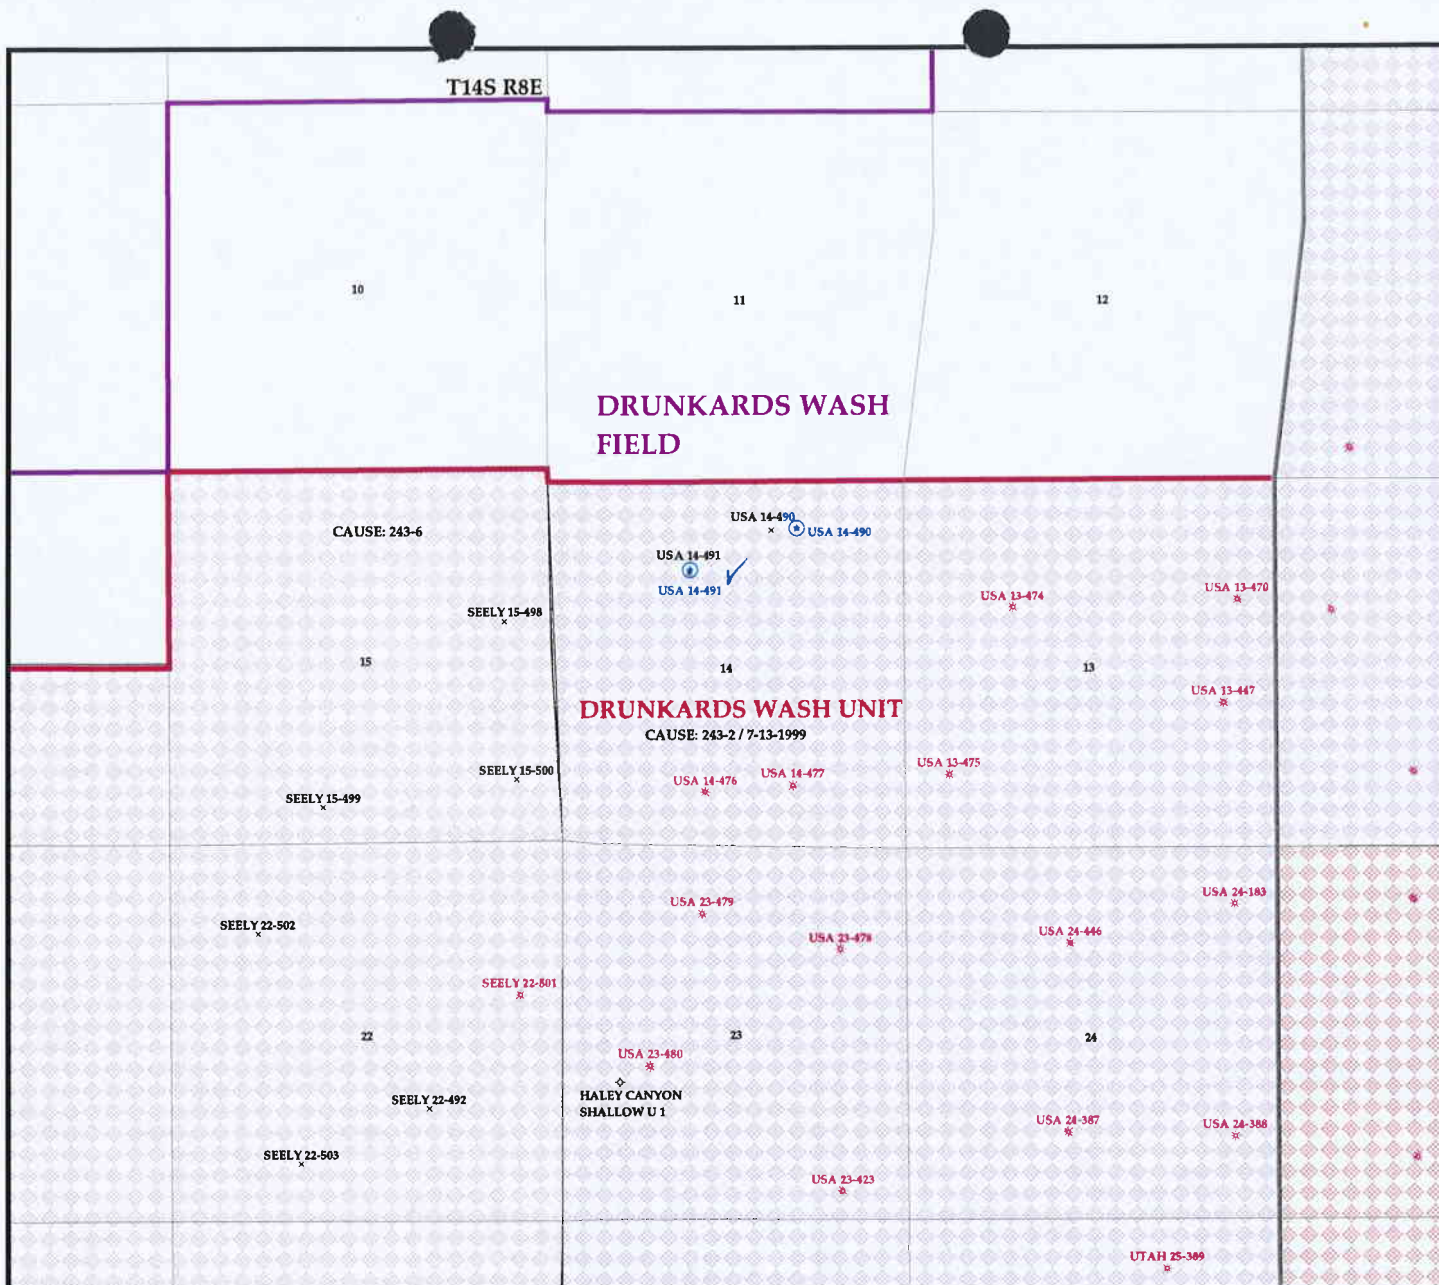 T14S R8E
10
11
12
DRUNKARDS WASH
FIELD
USA 14-490
USA 14-490
CAUSE: 243-6
USA 14-491
USA 14-491
USA 13-470
USA 13-474
SEELY 15-498
15
14
13
USA 13-447
DRUNKARDS WASH UNIT
CAUSE: 243-2 / 7-13-1999
USA 13-475
SEELY 15-500
USA 14-476
USA 14-477
SEELY 15-499
USA 24-183
USA 23-479
SEELY 22-502
USA 24-446
USA 23-478
SEELY 22-501
22
23
24
USA 23-480
HALEY CANYON
SHALLOW U 1
SEELY 22-492
USA 24-387
USA 24-388
SEELY 22-503
USA 23-423
UTAH 25-389